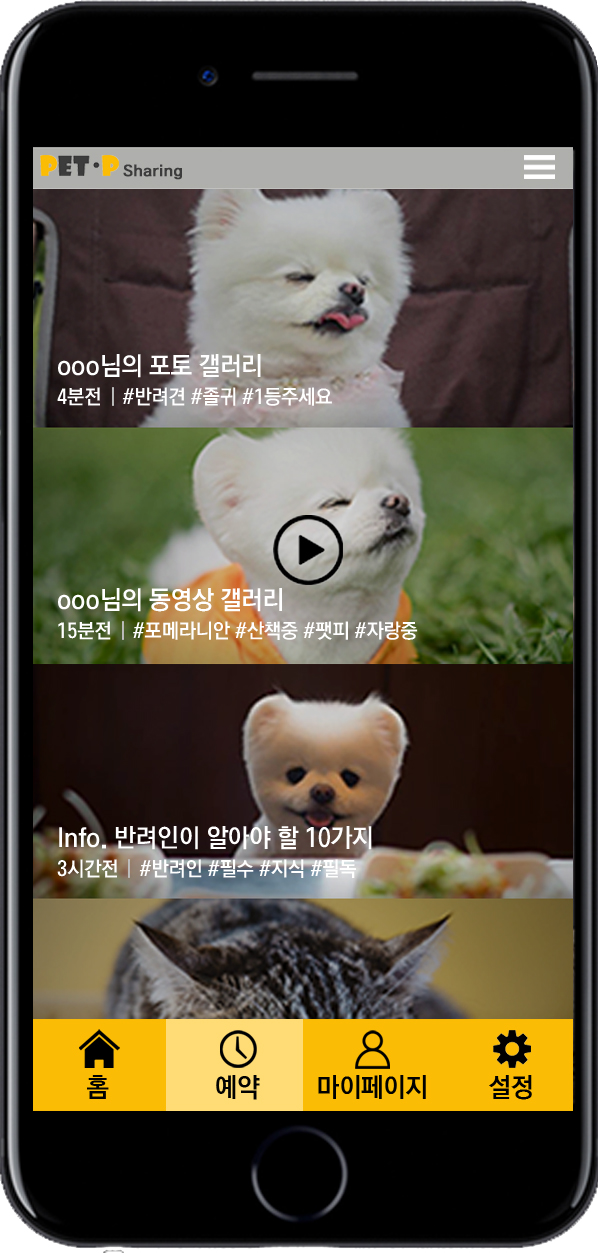 PET·P Sharing
ooo님의 포토 갤러리
4분전 | #반려견 #졸귀 #1등주세요
ooo님의 동영상 갤러리
15분전 | #포메라니안 #산책중 #팻피 #자랑중
Info. 반려인이 알아야 할 10가지
3시간전 | #반려인 #필수 #지식 #필독
홈 예약 마이페이지 설정